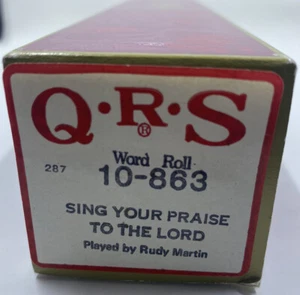 Q·R·S
®
Word Roll
287
10-863
SING YOUR PRAISE
TO THE LORD
Played by Rudy Martin